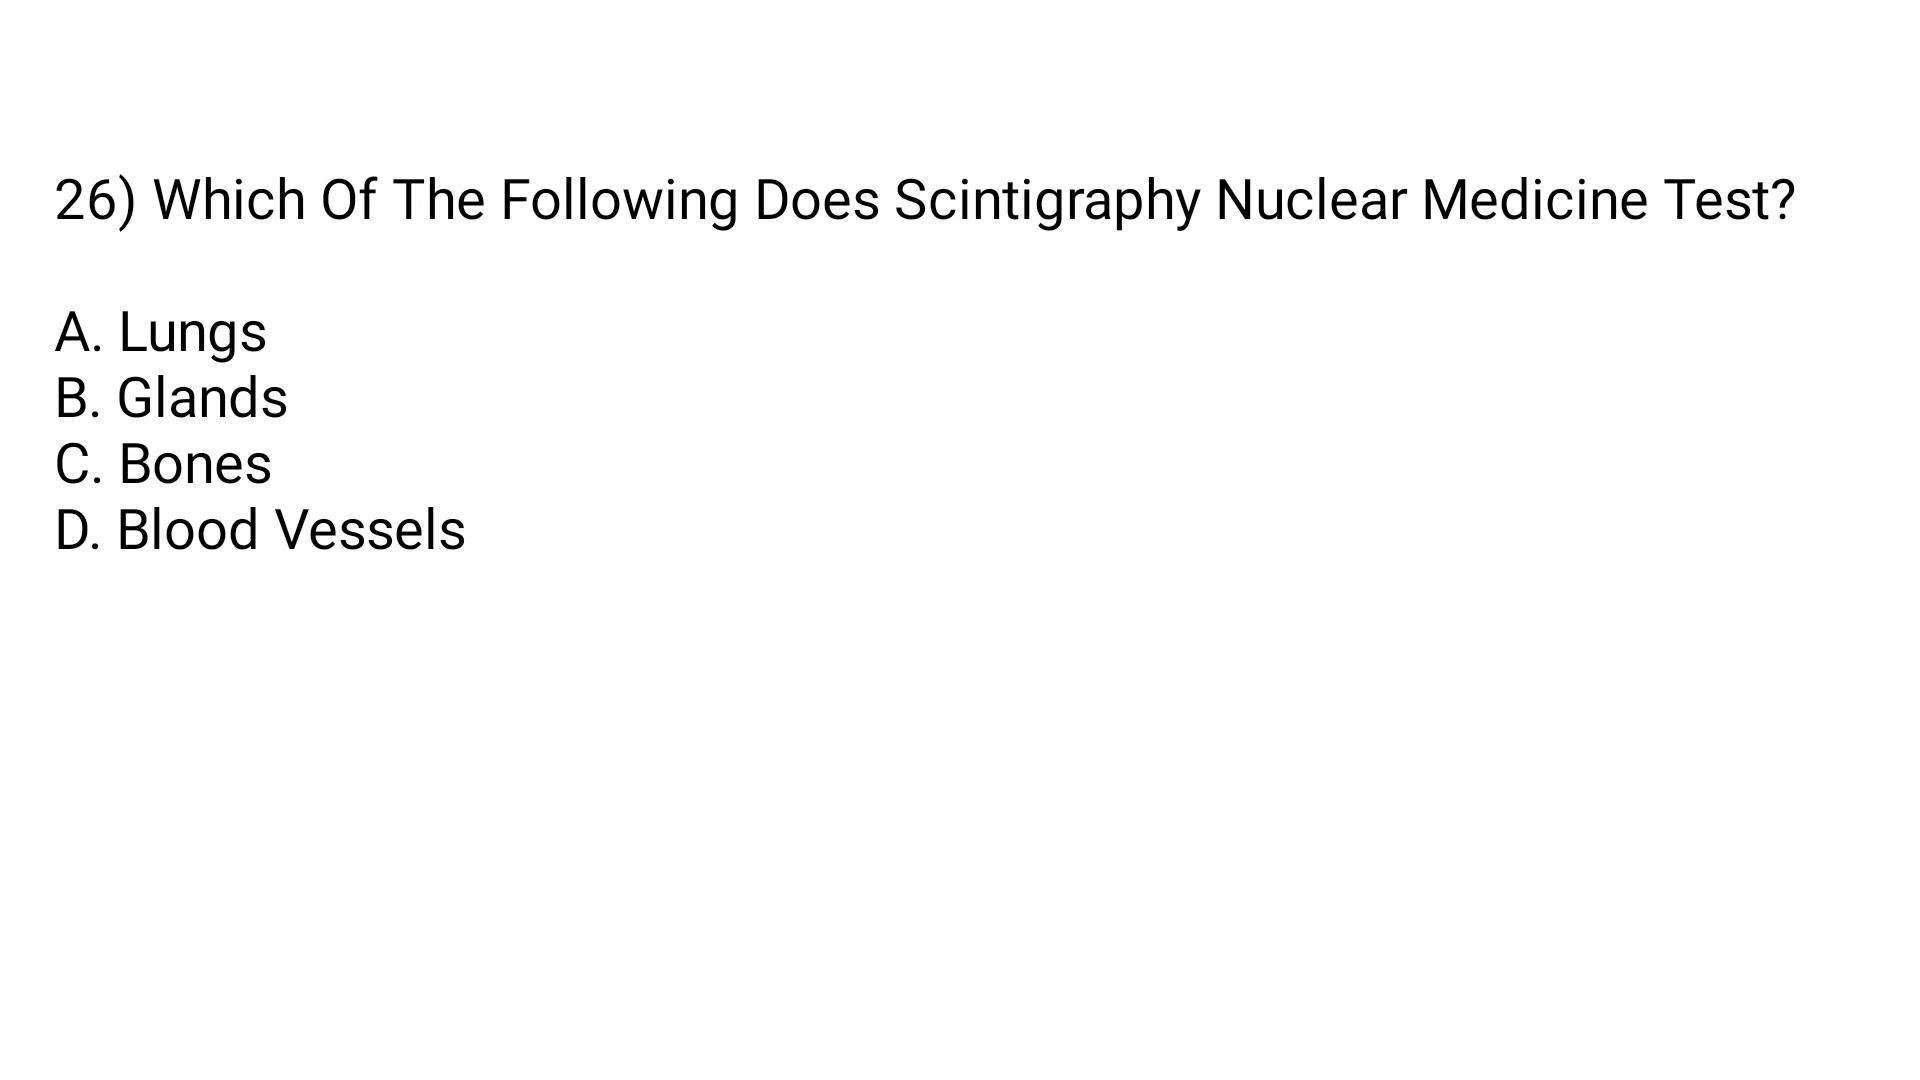 26) Which Of The Following Does Scintigraphy Nuclear Medicine Test?
A. Lungs
B. Glands
C. Bones
D. Blood Vessels